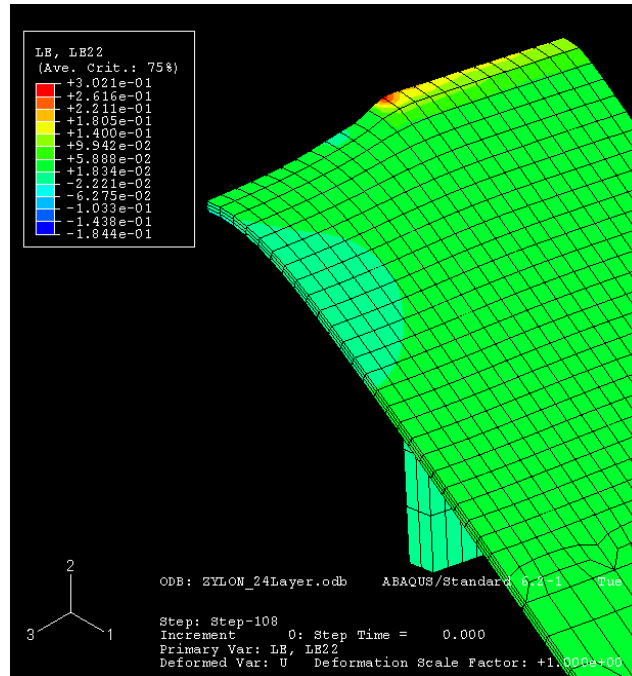 LE, LE22
(Ave. Crit.: 75%)
+3.021e-01
+2.616e-01
+2.211e-01
+1.805e-01
+1.400e-01
+9.942e-02
+5.888e-02
+1.834e-02
-2.221e-02
-6.275e-02
-1.033e-01
-1.438e-01
-1.844e-01
2
3
1
ODB: ZYLON_24Layer.odb ABAQUS/Standard 6.2-1 Tue
Step: Step-108
Increment 0: Step Time = 0.000
Primary Var: LE, LE22
Deformed Var: U Deformation Scale Factor: +1.000e+00